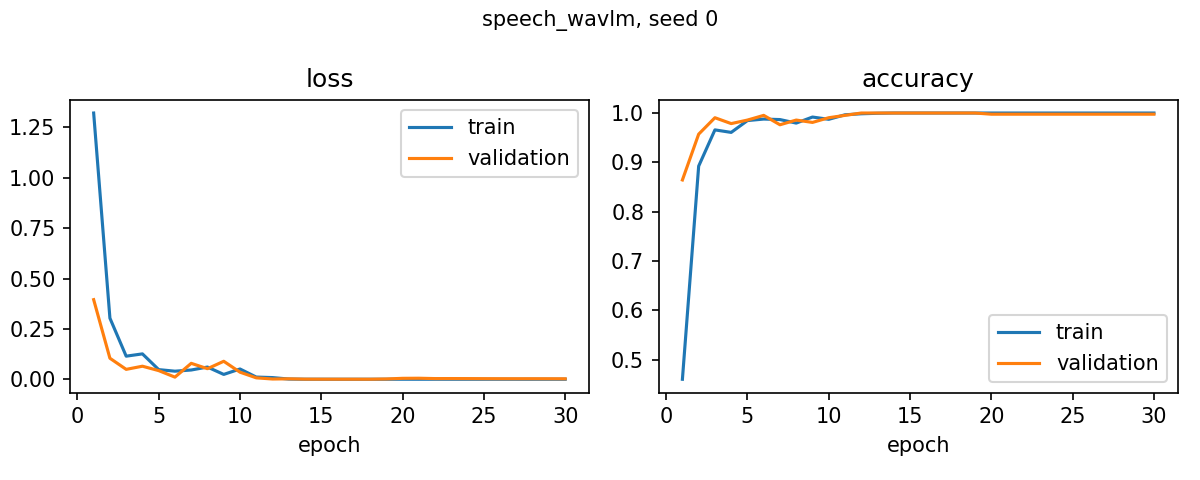 speech_wavlm, seed 0
loss
1.25
1.00
0.75
0.50
0.25
0.00
0 5 10 15 20 25 30
epoch
train
validation
accuracy
1.0
0.9
0.8
0.7
0.6
0.5
0 5 10 15 20 25 30
epoch
train
validation